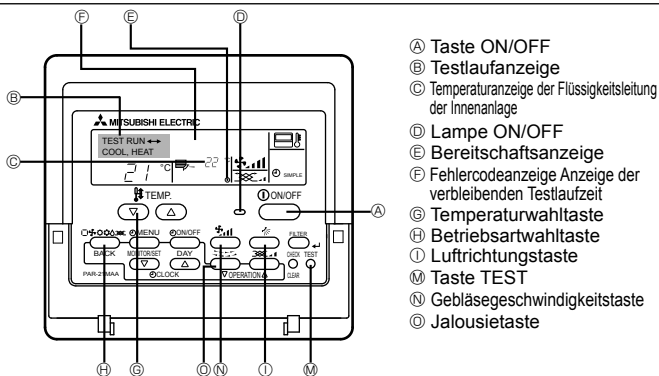 Ⓓ
Ⓔ
Ⓕ
Ⓑ
Ⓒ
MITSUBISHI ELECTRIC
TEST RUN
COOL, HEAT
21 °C
22 °C
SIMPLE
TEMP.
ON/OFF
MENU
ON/OFF
FILTER
BACK
MONITOR/SET
DAY
CHECK TEST
PAR-21MAA
CLOCK
OPERATION
CLEAR
Ⓐ
Ⓗ
Ⓖ
Ⓞ
Ⓝ
Ⓘ
Ⓜ
Ⓐ Taste ON/OFF
Ⓑ Testlaufanzeige
Ⓒ Temperaturanzeige der Flüssigkeitsleitung
der Innenanlage
Ⓓ Lampe ON/OFF
Ⓔ Bereitschaftsanzeige
Ⓕ Fehlercodeanzeige Anzeige der
verbleibenden Testlaufzeit
Ⓖ Temperaturwahltaste
Ⓗ Betriebsartwahltaste
Ⓘ Luftrichtungstaste
Ⓜ Taste TEST
Ⓝ Gebläsegeschwindigkeitstaste
Ⓞ Jalousietaste